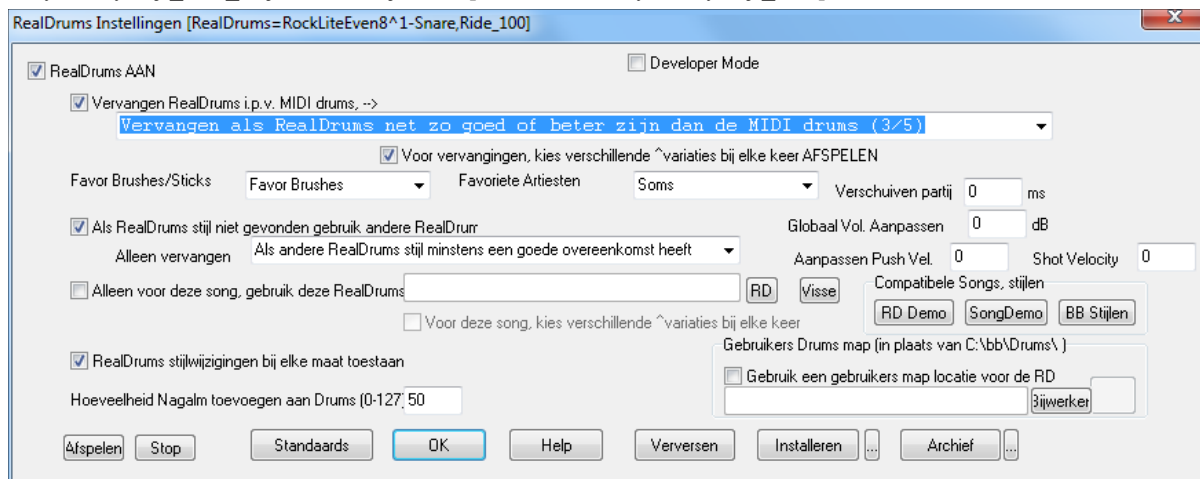 RealDrums Instellingen [RealDrums=RockLiteEven8^1-Snare,Ride_100]
RealDrums AAN
Developer Mode
Vervangen RealDrums i.p.v. MIDI drums, -->
Vervangen als RealDrums net zo goed of beter zijn dan de MIDI drums (3/5)
Voor vervangingen, kies verschillende ^variaties bij elke keer AFSPELEN
Favor Brushes/Sticks
Favor Brushes
Favoriete Artiesten
Soms
Verschuiven partij 0 ms
Als RealDrums stijl niet gevonden gebruik andere RealDrum
Globaal Vol. Aanpassen 0 dB
Alleen vervangen
Als andere RealDrums stijl minstens een goede overeenkomst heeft
Aanpassen Push Vel. 0 Shot Velocity 0
Alleen voor deze song, gebruik deze RealDrums
RD Visse
Compatibele Songs, stijlen
RD Demo SongDemo BB Stijlen
Voor deze song, kies verschillende ^variaties bij elke keer
RealDrums stijlwijzigingen bij elke maat toestaan
Gebruikers Drums map (in plaats van C:\bb\Drums\ )
Gebruik een gebruikers map locatie voor de RD
Hoeveelheid Nagalm toevoegen aan Drums (0-127) 50
Bijwerker
Afspelen Stop Standaards OK Help Verversen Installeren ... Archief ...